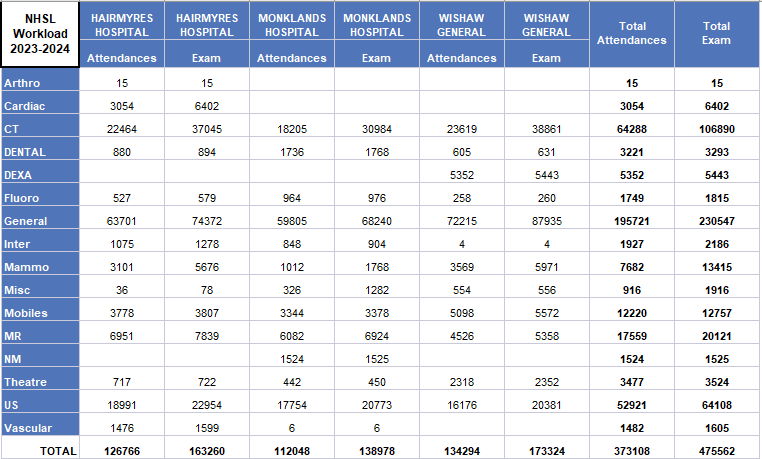 NHSL Workload 2023-2024 HAIRMYRES HOSPITAL HAIRMYRES HOSPITAL MONKLANDS HOSPITAL MONKLANDS HOSPITAL WISHAW GENERAL WISHAW GENERAL Total Attendances Total Exam
Attendances Exam Attendances Exam Attendances Exam
Arthro 15 15 15 15
Cardiac 3054 6402 3054 6402
CT 22464 37045 18205 30984 23619 38861 64288 106890
DENTAL 880 894 1736 1768 605 631 3221 3293
DEXA 5352 5443 5352 5443
Fluoro 527 579 964 976 258 260 1749 1815
General 63701 74372 59805 68240 72215 87935 195721 230547
Inter 1075 1278 848 904 4 4 1927 2186
Mammo 3101 5676 1012 1768 3569 5971 7682 13415
Misc 36 78 326 1282 554 556 916 1916
Mobiles 3778 3807 3344 3378 5098 5572 12220 12757
MR 6951 7839 6082 6924 4526 5358 17559 20121
NM 1524 1525 1524 1525
Theatre 717 722 442 450 2318 2352 3477 3524
US 18991 22954 17754 20773 16176 20381 52921 64108
Vascular 1476 1599 6 6 1482 1605
TOTAL 126766 163260 112048 138978 134294 173324 373108 475562